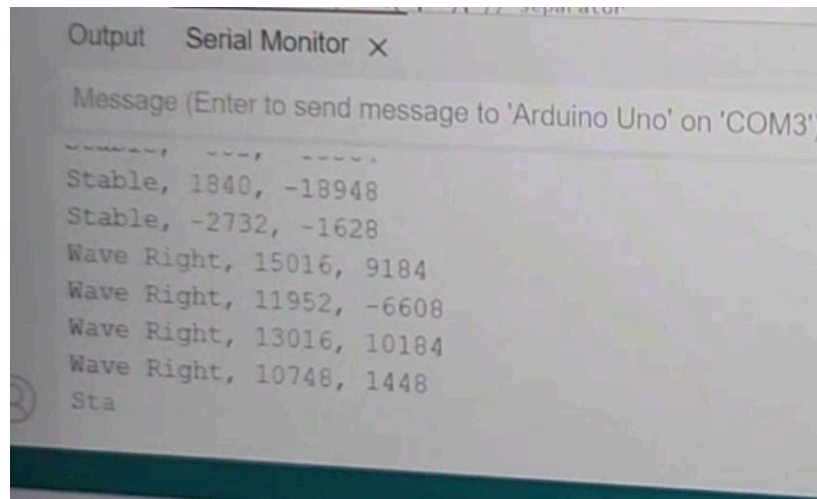 separator
Output Serial Monitor ×
Message (Enter to send message to 'Arduino Uno' on 'COM3')
Stable, 1840, -18948
Stable, -2732, -1628
Wave Right, 15016, 9184
Wave Right, 11952, -6608
Wave Right, 13016, 10184
Wave Right, 10748, 1448
Sta